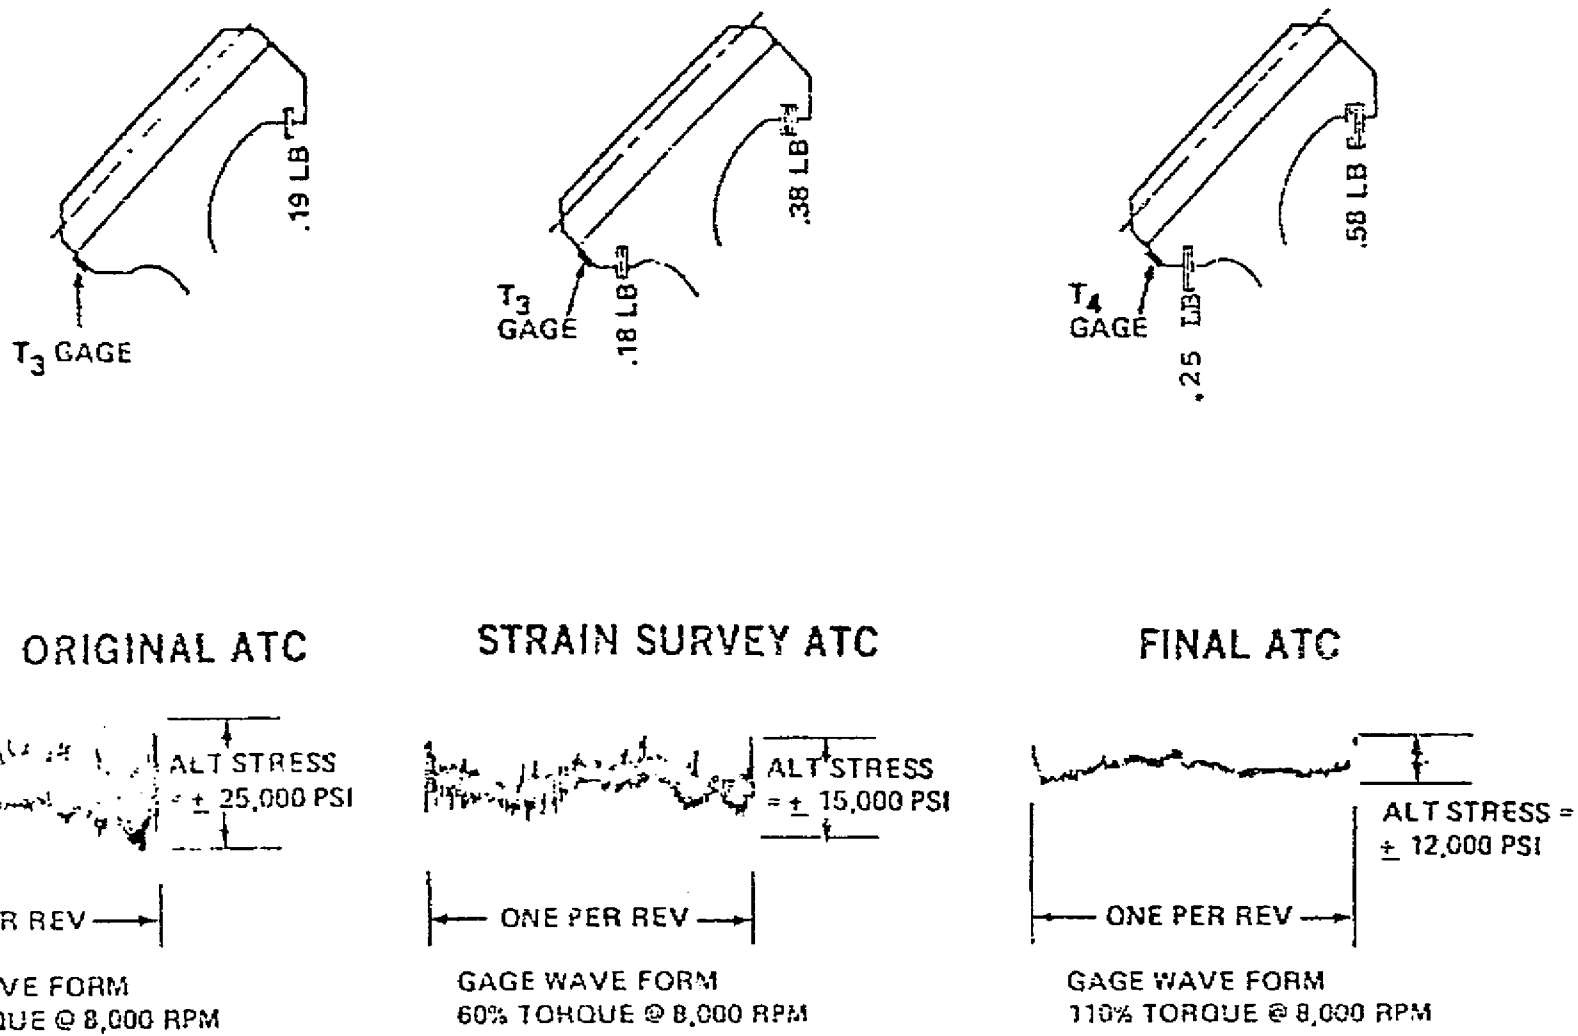 .19 LB
T3 GAGE
.38 LB
T3
GAGE
.18 LB
.58 LB
T4
GAGE
.25 LB
ORIGINAL ATC
STRAIN SURVEY ATC
FINAL ATC
ALT STRESS
= ± 25,000 PSI
ALT STRESS
= ± 15,000 PSI
ALT STRESS =
± 12,000 PSI
R REV
ONE PER REV
ONE PER REV
VE FORM
QUE @ 8,000 RPM
GAGE WAVE FORM
60% TORQUE @ 8,000 RPM
GAGE WAVE FORM
110% TORQUE @ 8,000 RPM